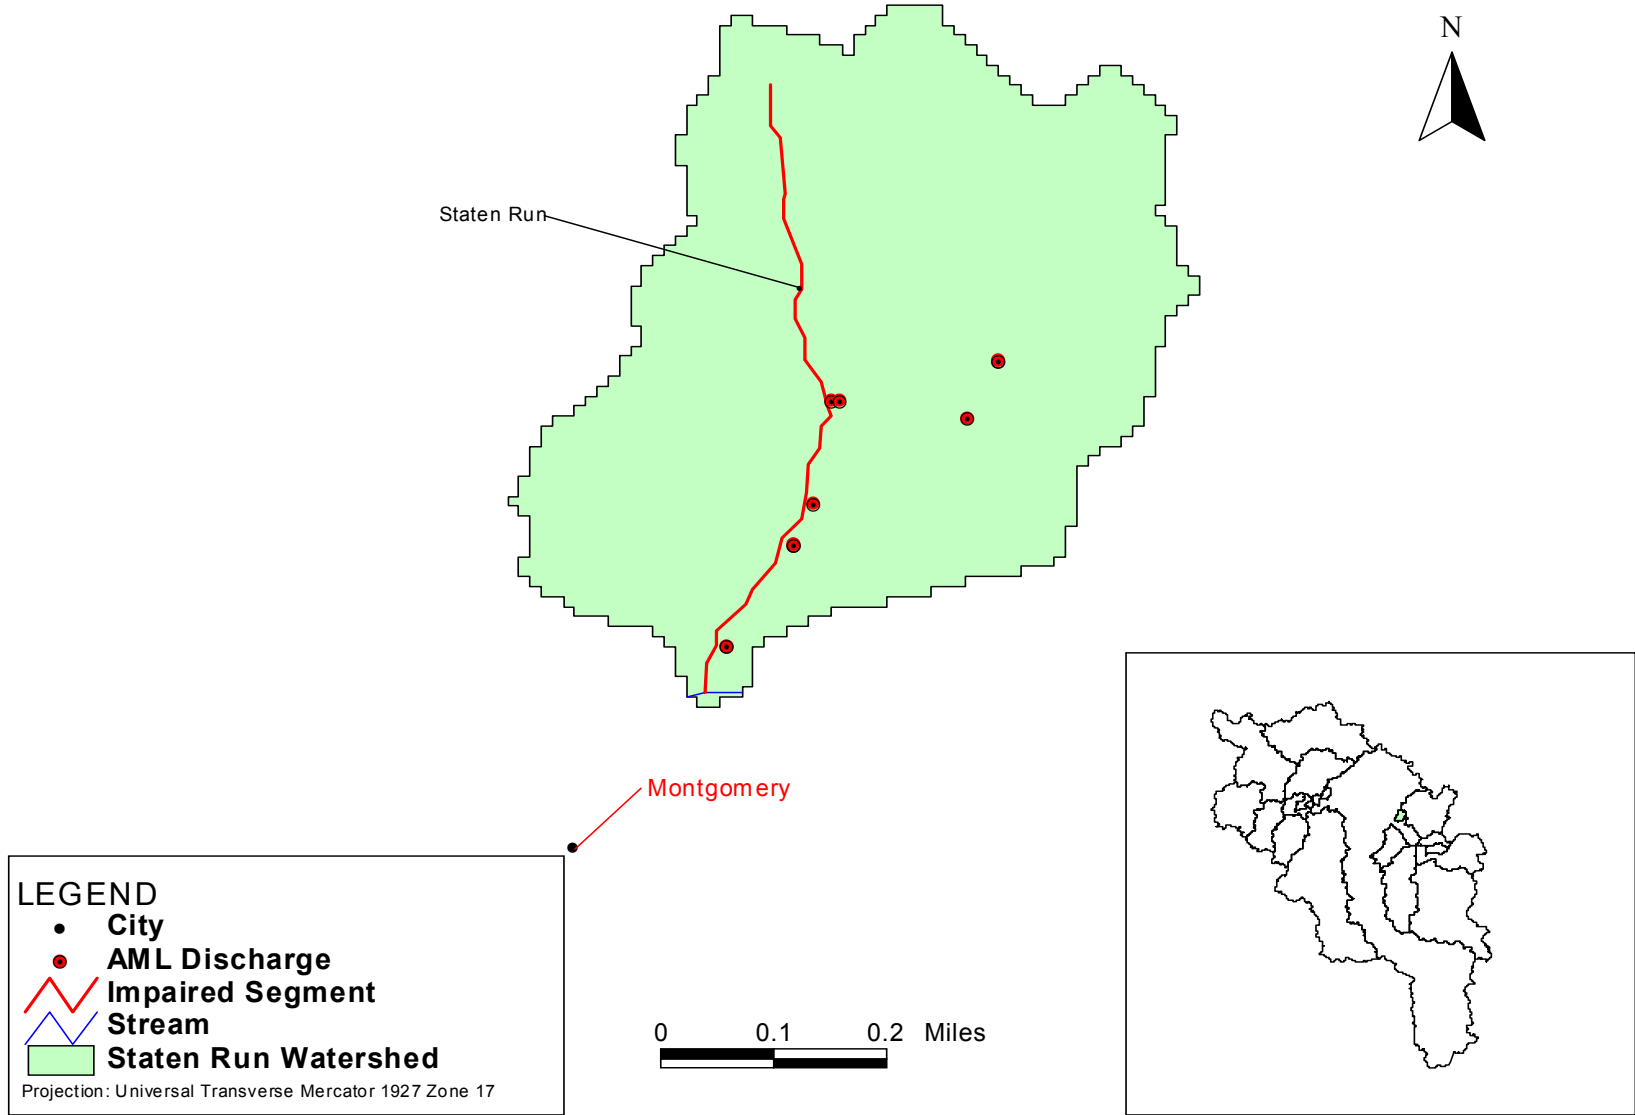 N
Staten Run
Montgomery
LEGEND
City
AML Discharge
Impaired Segment
Stream
Staten Run Watershed
Projection: Universal Transverse Mercator 1927 Zone 17
0 0.1 0.2 Miles